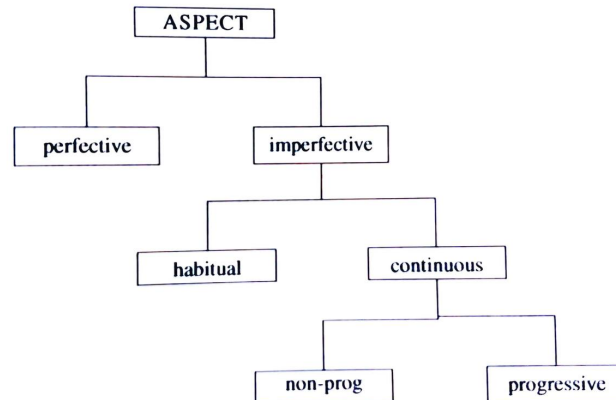 ASPECT
perfective imperfective
habitual continuous
non-prog progressive